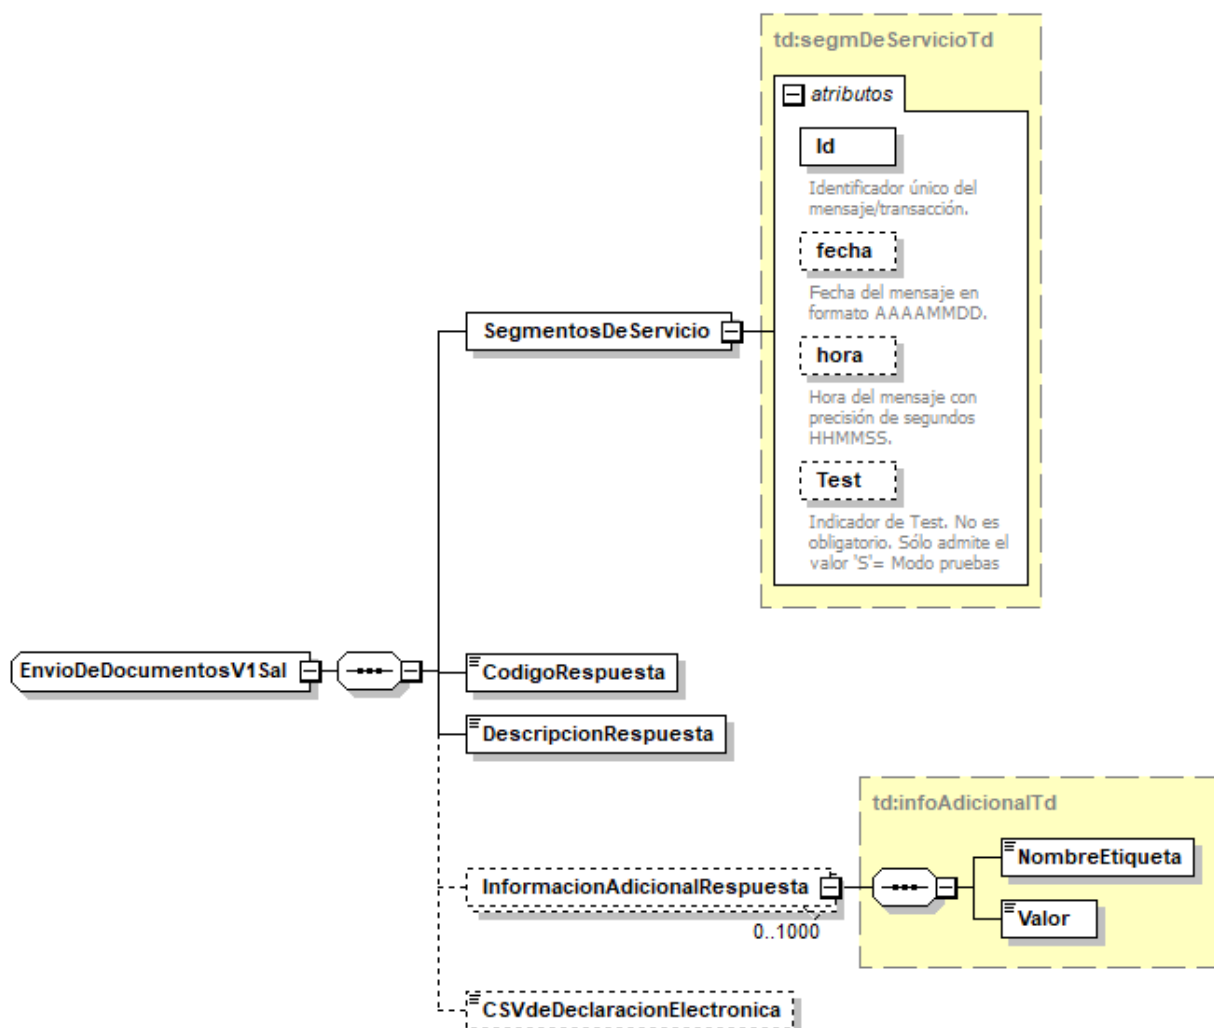 td:segmDeServicioTd
atributos
Id
Identificador único del
mensaje/transacción.
fecha
Fecha del mensaje en
formato AAAAMMDD.
SegmentosDeServicio
hora
Hora del mensaje con
precisión de segundos
HHMMSS.
Test
Indicador de Test. No es
obligatorio. Sólo admite el
valor 'S'= Modo pruebas
EnvioDeDocumentosV1Sal
CodigoRespuesta
DescripcionRespuesta
td:infoAdicionalTd
InformacionAdicionalRespuesta
0..1000
NombreEtiqueta
Valor
CSVdeDeclaracionElectronica